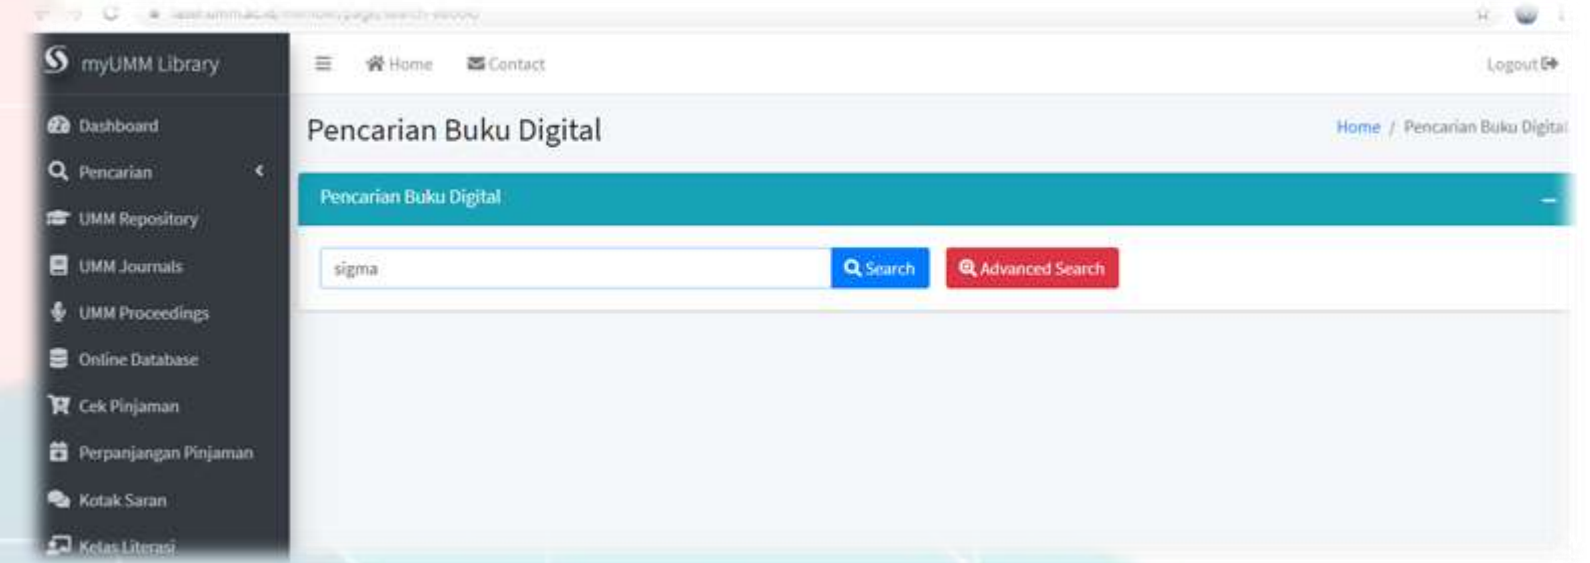 myUMM Library
Home
Contact
Logout
Dashboard
Pencarian
UMM Repository
UMM Journals
UMM Proceedings
Online Database
Cek Pinjaman
Perpanjangan Pinjaman
Kotak Saran
Kelas Literasi
Pencarian Buku Digital
Home / Pencarian Buku Digital
Pencarian Buku Digital
sigma
Search
Advanced Search